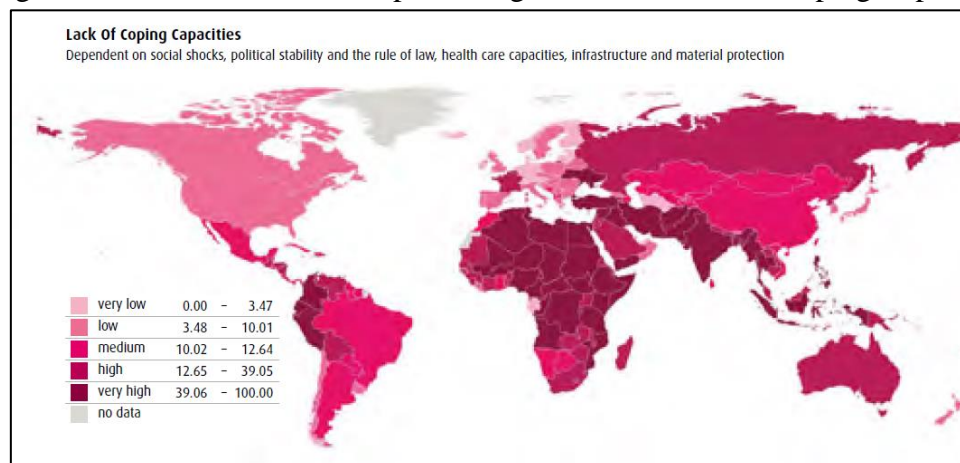 Lack Of Coping Capacities
Dependent on social shocks, political stability and the rule of law, health care capacities, infrastructure and material protection
very low 0.00 – 3.47
low 3.48 – 10.01
medium 10.02 – 12.64
high 12.65 – 39.05
very high 39.06 – 100.00
no data